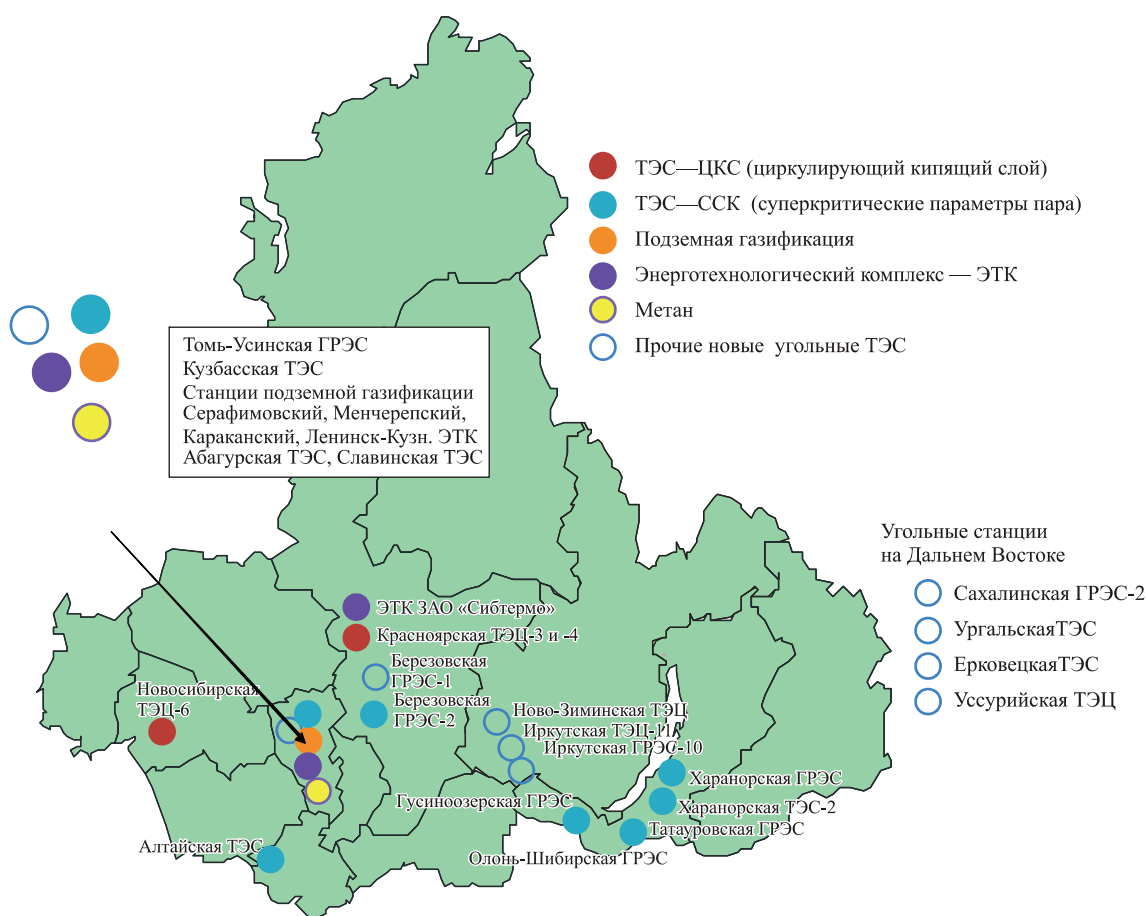 ТЭС—ЦКС (циркулирующий кипящий слой)
ТЭС—ССК (суперкритические параметры пара)
Подземная газификация
Энерготехнологический комплекс — ЭТК
Метан
Прочие новые угольные ТЭС
Томь-Усинская ГРЭС
Кузбасская ТЭС
Станции подземной газификации
Серафимовский, Менчерепский,
Караканский, Ленинск-Кузн. ЭТК
Абагурская ТЭС, Славинская ТЭС
Угольные станции
на Дальнем Востоке
Сахалинская ГРЭС-2
УргальскаяТЭС
ЕрковецкаяТЭС
Уссурийская ТЭЦ
ЭТК ЗАО «Сибтермо»
Красноярская ТЭЦ-3 и -4
Березовская
ГРЭС-1
Березовская
ГРЭС-2
Новосибирская
ТЭЦ-6
Ново-Зиминская ТЭЦ
Иркутская ТЭЦ-11
Иркутская ГРЭС-10
Харанорская ГРЭС
Гусиноозерская ГРЭС
Харанорская ТЭС-2
Татауровская ГРЭС
Алтайская ТЭС
Олонь-Шибирская ГРЭС